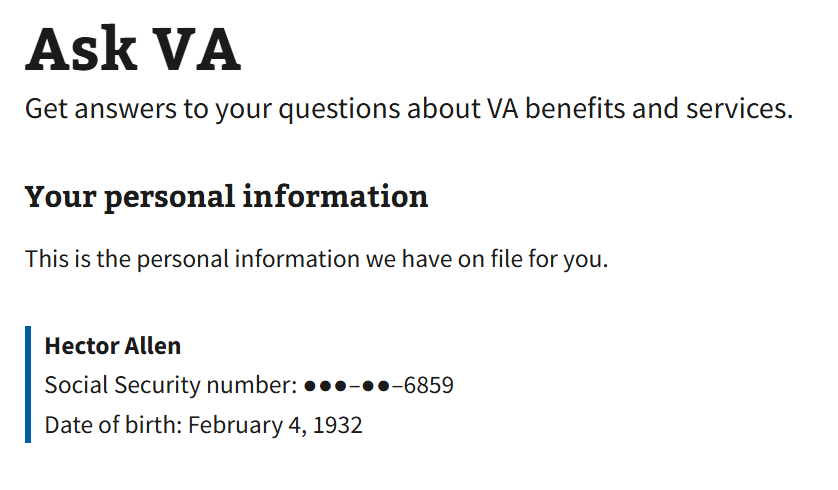 Ask VA
Get answers to your questions about VA benefits and services.
Your personal information
This is the personal information we have on file for you.
Hector Allen
Social Security number: ●●●–●●–6859
Date of birth: February 4, 1932